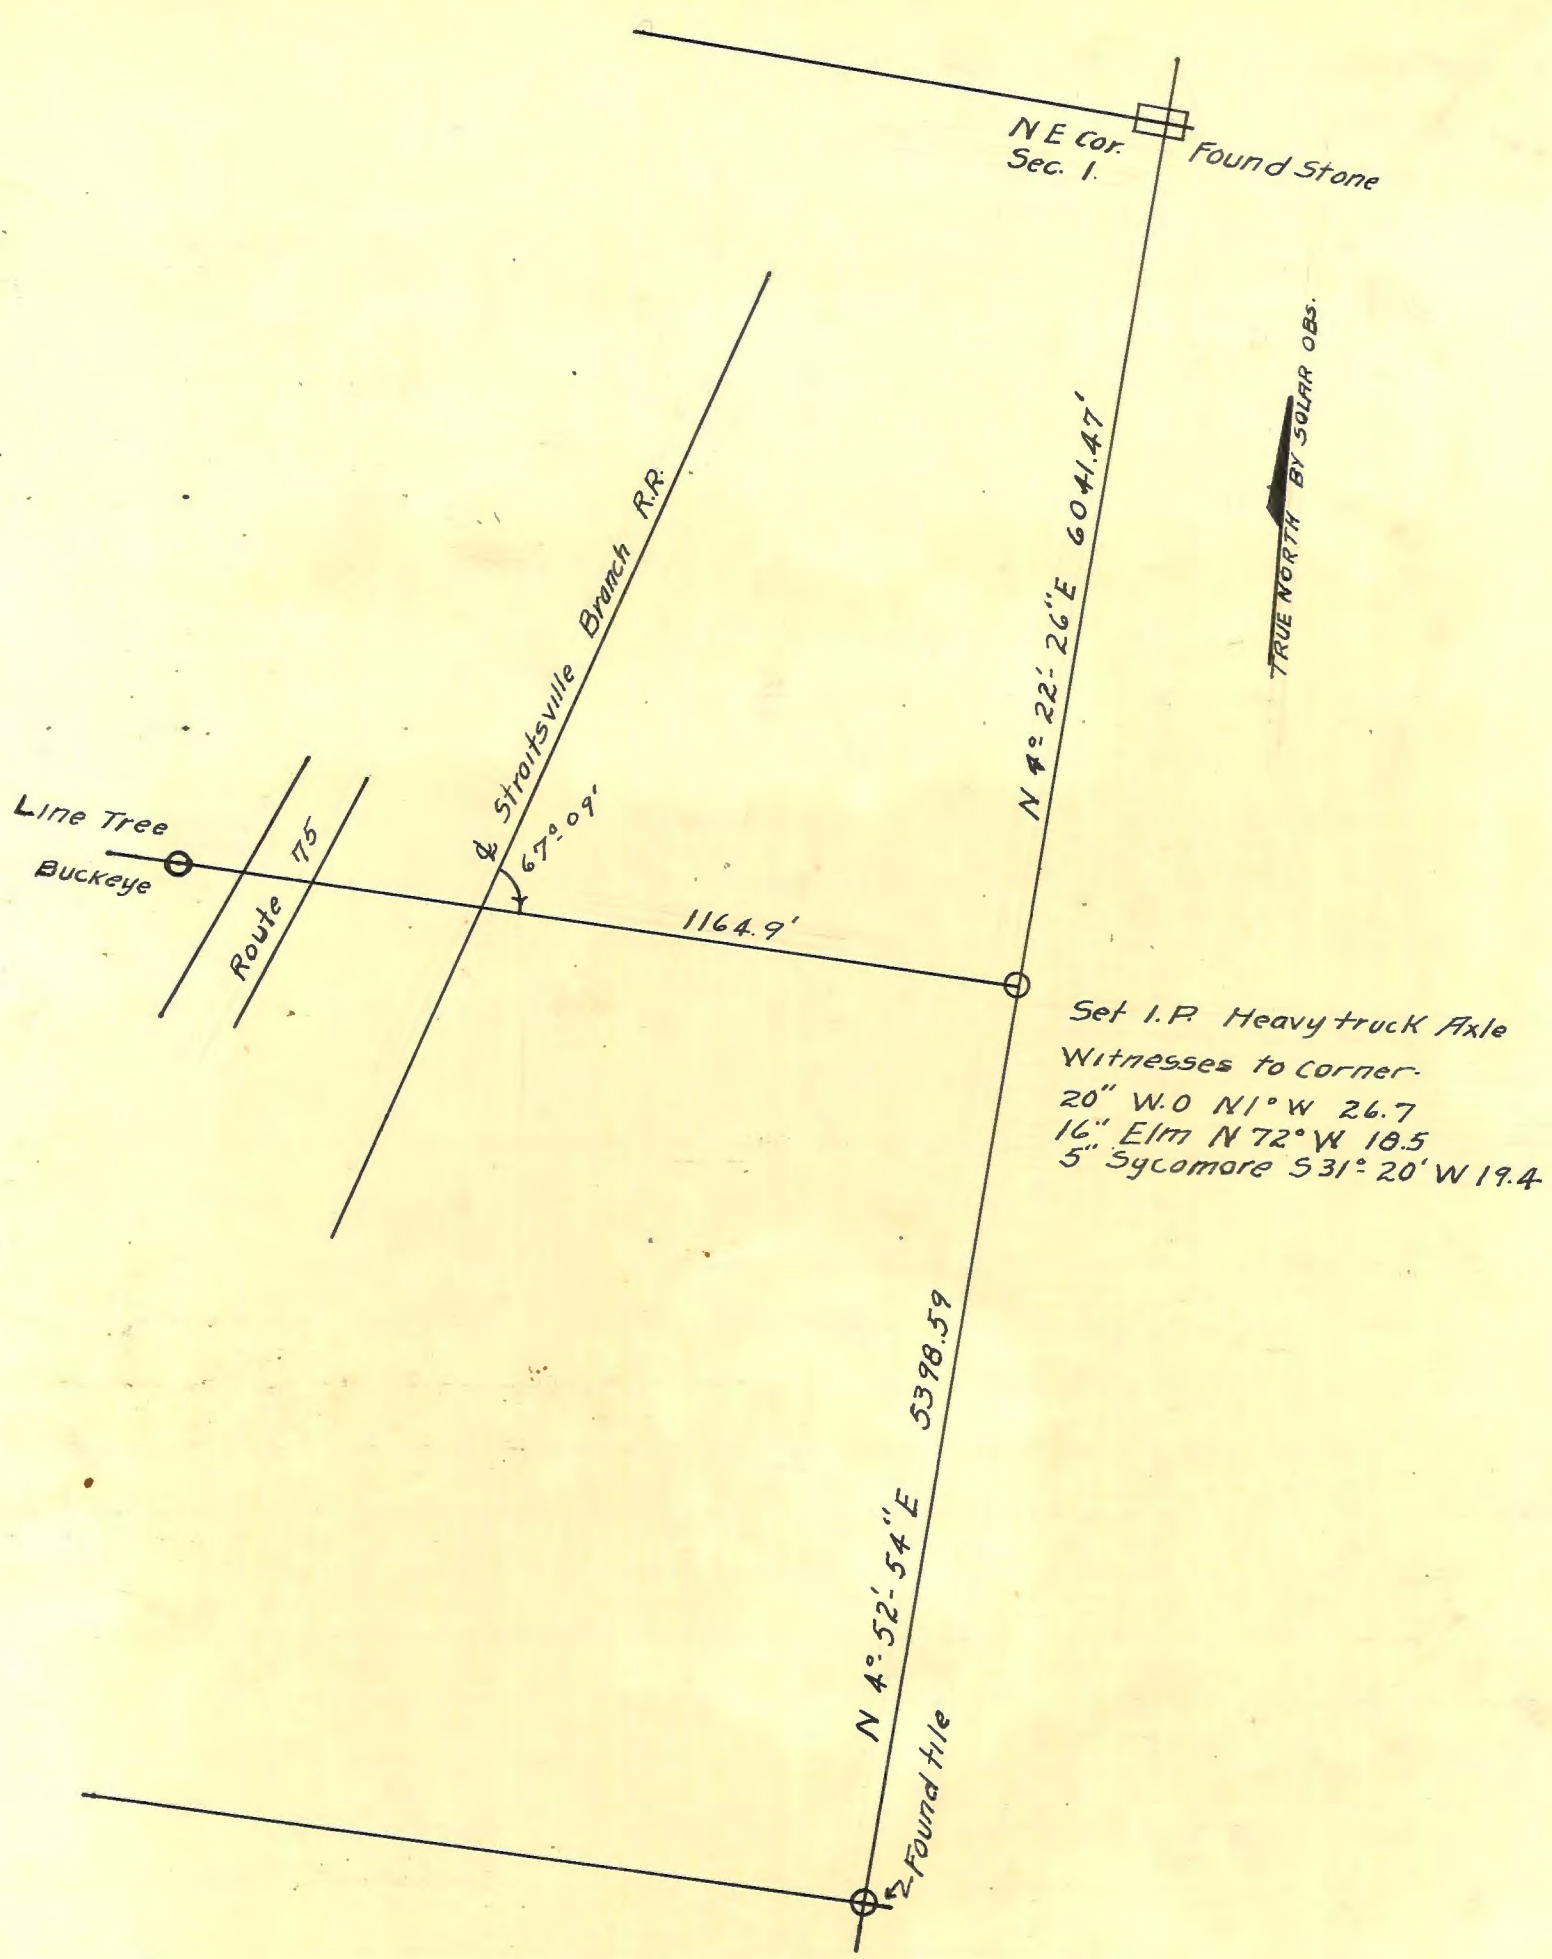 N E Cor.
Sec. 1.
Found Stone
TRUE NORTH BY SOLAR OBS.
N 4°-22'-26"E 6041.47'
℄ Straitsville Branch R.R.
67°-09'
Line Tree
Buckeye
Route 75
1164.9'
Set I.P. Heavy truck Axle
Witnesses to corner.
20" W.O N1°W 26.7
16" Elm N 72° W 18.5
5" Sycomore S31°-20' W 19.4
N 4°-52'-54"E 5398.59
Found tile